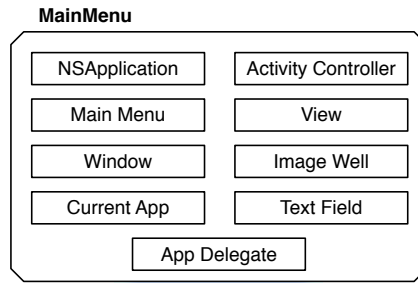 MainMenu
NSApplication
Activity Controller
Main Menu
View
Window
Image Well
Current App
Text Field
App Delegate